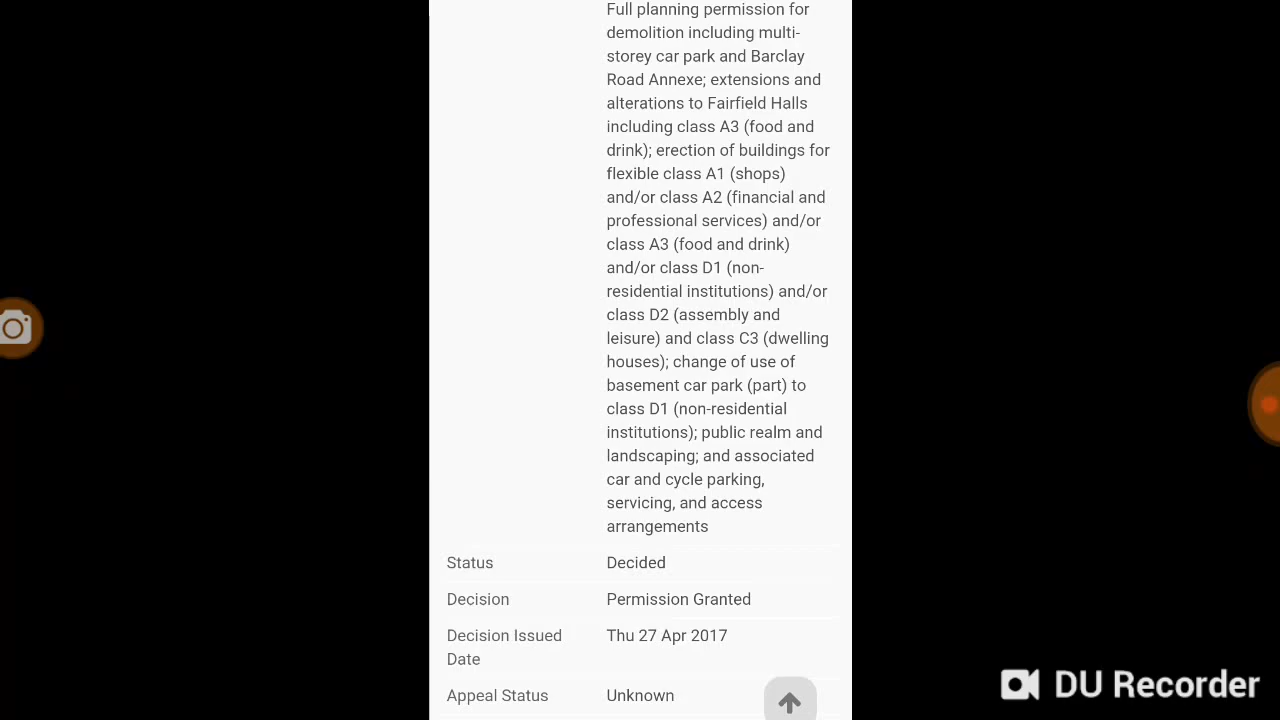 Full planning permission for
demolition including multi-
storey car park and Barclay
Road Annexe; extensions and
alterations to Fairfield Halls
including class A3 (food and
drink); erection of buildings for
flexible class A1 (shops)
and/or class A2 (financial and
professional services) and/or
class A3 (food and drink)
and/or class D1 (non-
residential institutions) and/or
class D2 (assembly and
leisure) and class C3 (dwelling
houses); change of use of
basement car park (part) to
class D1 (non-residential
institutions); public realm and
landscaping; and associated
car and cycle parking,
servicing, and access
arrangements
Status Decided
Decision Permission Granted
Decision Issued Thu 27 Apr 2017
Date
Appeal Status Unknown
DU Recorder